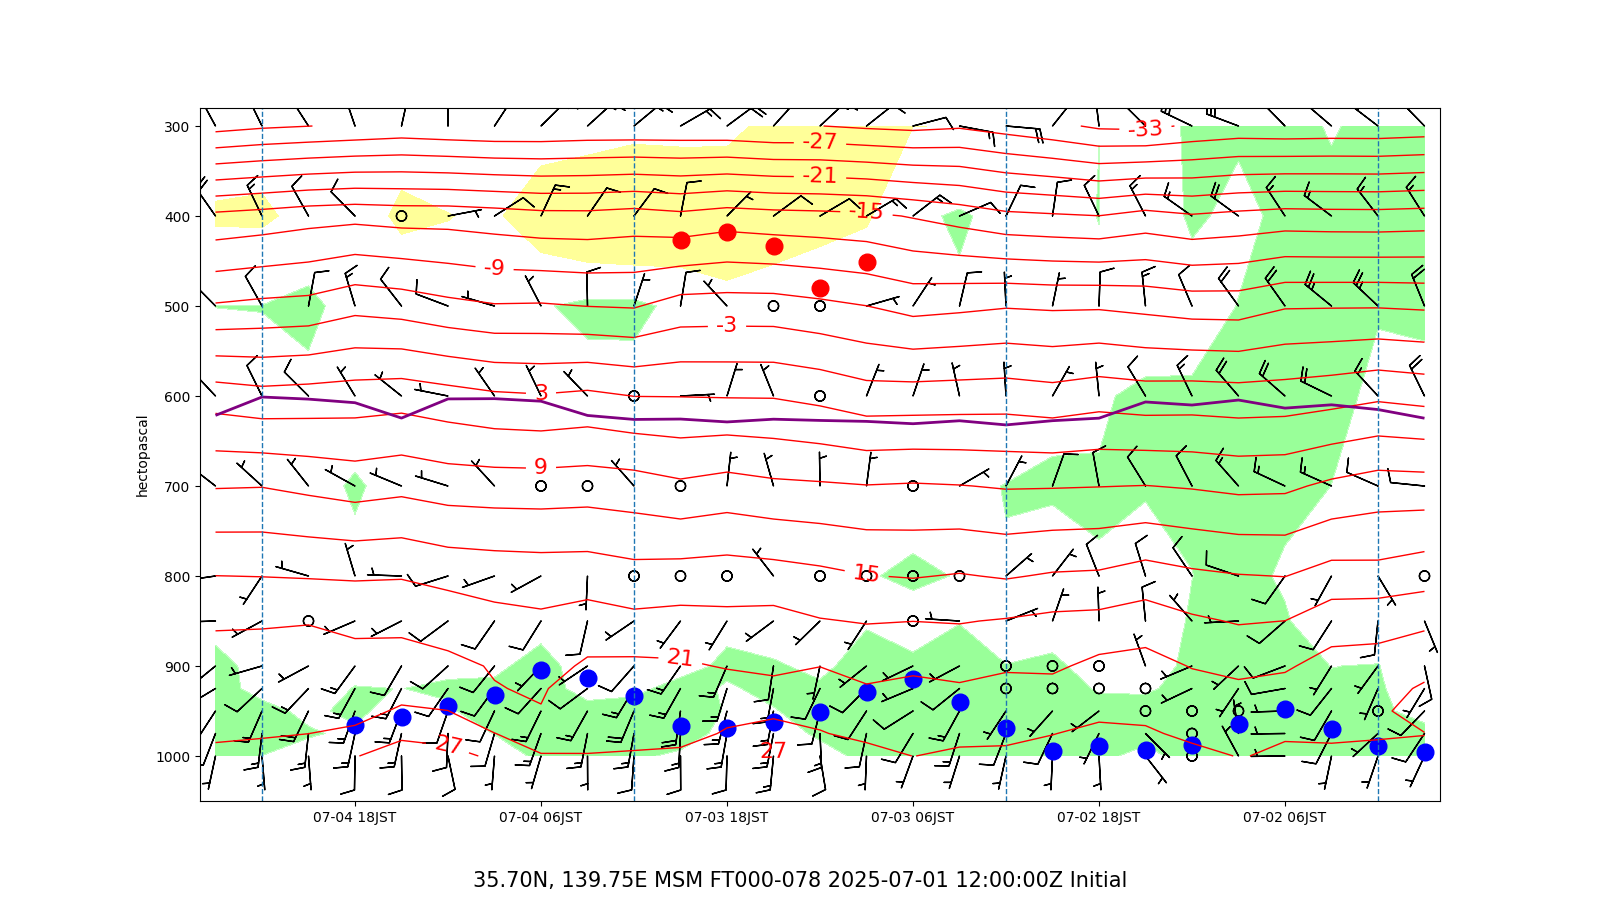 300
400
500
600
700
800
900
1000
hectopascal
-33
-27
-21
-15
-9
-3
3
9
15
21
27
27
07-04 18JST
07-04 06JST
07-03 18JST
07-03 06JST
07-02 18JST
07-02 06JST
35.70N, 139.75E MSM FT000-078 2025-07-01 12:00:00Z Initial